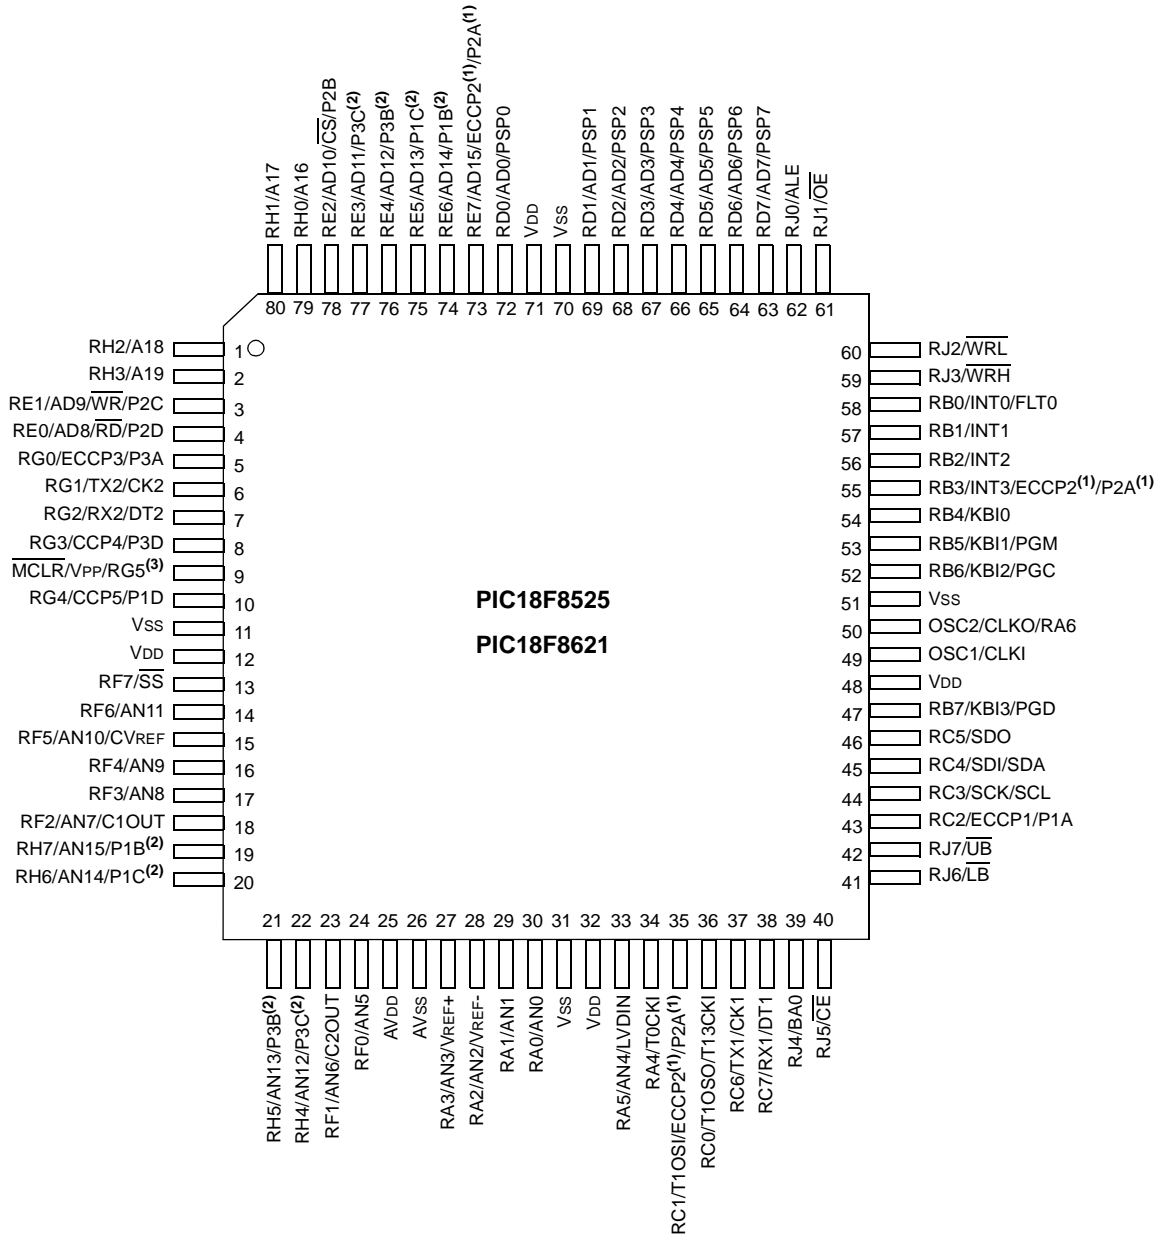 RH1/A17
RH0/A16
RE2/AD10/C̅S̅/P2B
RE3/AD11/P3C(2)
RE4/AD12/P3B(2)
RE5/AD13/P1C(2)
RE6/AD14/P1B(2)
RE7/AD15/ECCP2(1)/P2A(1)
RD0/AD0/PSP0
VDD
VSS
RD1/AD1/PSP1
RD2/AD2/PSP2
RD3/AD3/PSP3
RD4/AD4/PSP4
RD5/AD5/PSP5
RD6/AD6/PSP6
RD7/AD7/PSP7
RJ0/ALE
RJ1/O̅E̅
80 79 78 77 76 75 74 73 72 71 70 69 68 67 66 65 64 63 62 61
RH2/A18 1
RH3/A19 2
RE1/AD9/W̅R̅/P2C 3
RE0/AD8/R̅D̅/P2D 4
RG0/ECCP3/P3A 5
RG1/TX2/CK2 6
RG2/RX2/DT2 7
RG3/CCP4/P3D 8
M̅C̅L̅R̅/VPP/RG5(3) 9
RG4/CCP5/P1D 10
VSS 11
VDD 12
RF7/S̅S̅ 13
RF6/AN11 14
RF5/AN10/CVREF 15
RF4/AN9 16
RF3/AN8 17
RF2/AN7/C1OUT 18
RH7/AN15/P1B(2) 19
RH6/AN14/P1C(2) 20
PIC18F8525
PIC18F8621
60 RJ2/W̅R̅L̅
59 RJ3/W̅R̅H̅
58 RB0/INT0/FLT0
57 RB1/INT1
56 RB2/INT2
55 RB3/INT3/ECCP2(1)/P2A(1)
54 RB4/KBI0
53 RB5/KBI1/PGM
52 RB6/KBI2/PGC
51 VSS
50 OSC2/CLKO/RA6
49 OSC1/CLKI
48 VDD
47 RB7/KBI3/PGD
46 RC5/SDO
45 RC4/SDI/SDA
44 RC3/SCK/SCL
43 RC2/ECCP1/P1A
42 RJ7/U̅B̅
41 RJ6/L̅B̅
21 22 23 24 25 26 27 28 29 30 31 32 33 34 35 36 37 38 39 40
RH5/AN13/P3B(2)
RH4/AN12/P3C(2)
RF1/AN6/C2OUT
RF0/AN5
AVDD
AVSS
RA3/AN3/VREF+
RA2/AN2/VREF-
RA1/AN1
RA0/AN0
VSS
VDD
RA5/AN4/LVDIN
RA4/T0CKI
RC1/T1OSI/ECCP2(1)/P2A(1)
RC0/T1OSO/T13CKI
RC6/TX1/CK1
RC7/RX1/DT1
RJ4/BA0
RJ5/C̅E̅